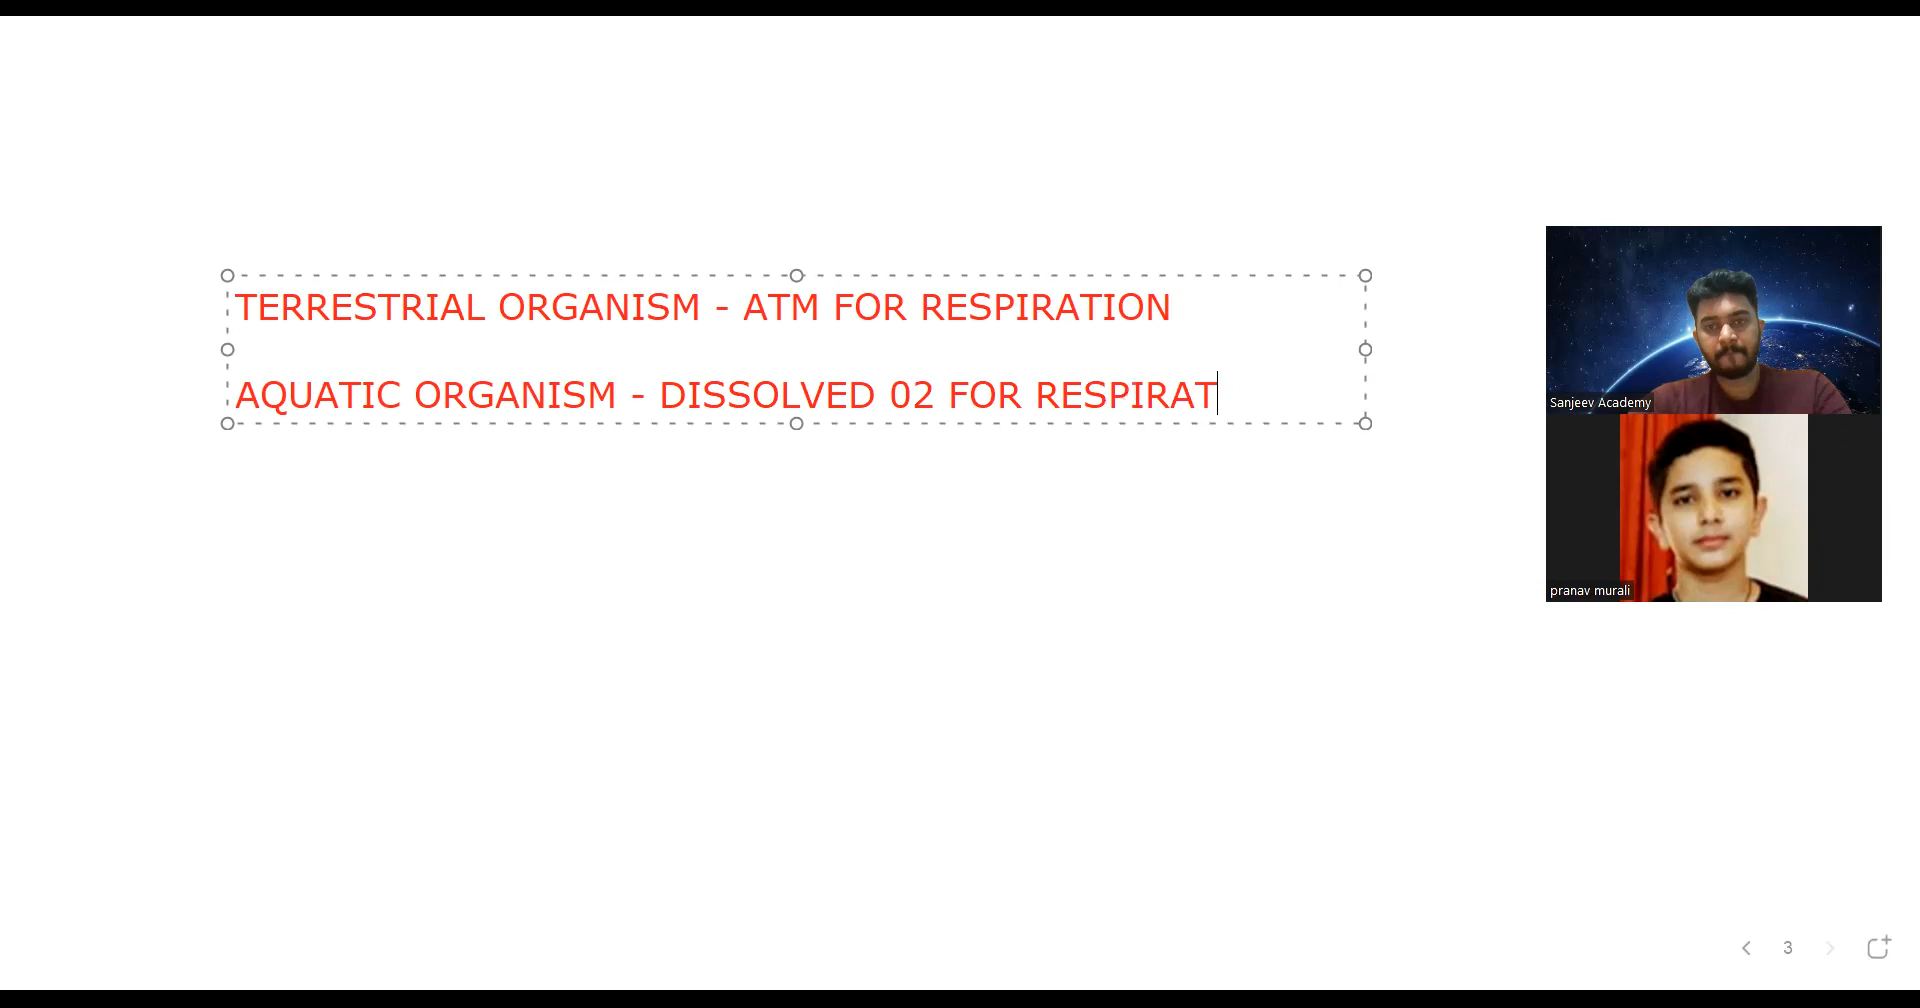 TERRESTRIAL ORGANISM - ATM FOR RESPIRATION
AQUATIC ORGANISM - DISSOLVED 02 FOR RESPIRAT
Sanjeev Academy
pranav murali
3